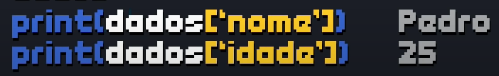 print(dados['nome']) Pedro
print(dados['idade']) 25